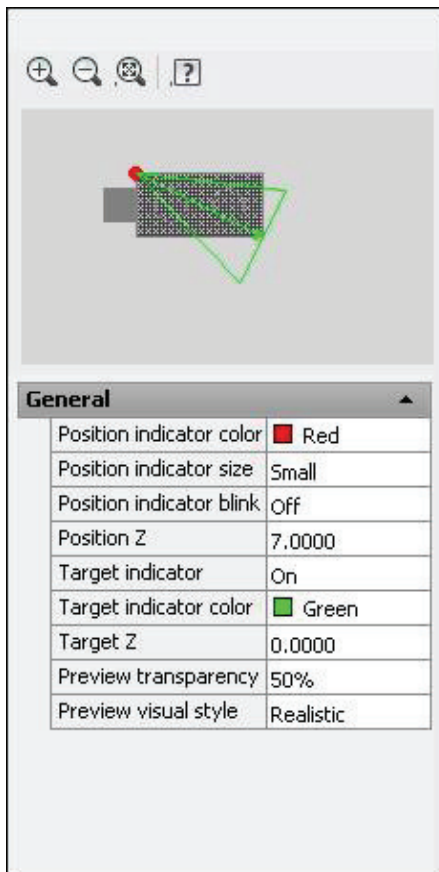 ?
General
Position indicator color Red
Position indicator size Small
Position indicator blink Off
Position Z 7.0000
Target indicator On
Target indicator color Green
Target Z 0.0000
Preview transparency 50%
Preview visual style Realistic